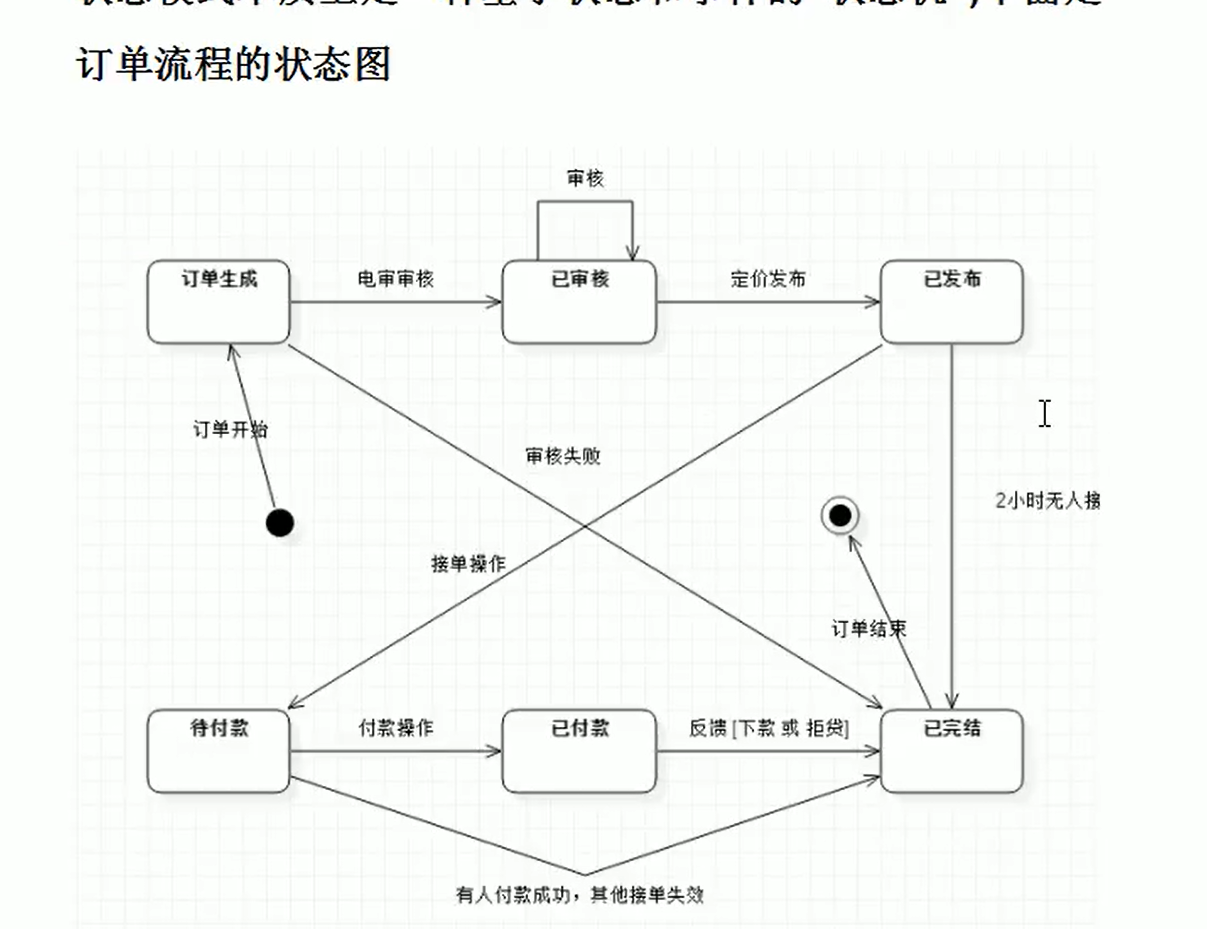 订单流程的状态图
审核
订单生成
电审审核
已审核
定价发布
已发布
订单开始
审核失败
2小时无人接
接单操作
订单结束
待付款
付款操作
已付款
反馈 [下款 或 拒贷]
已完结
有人付款成功，其他接单失效